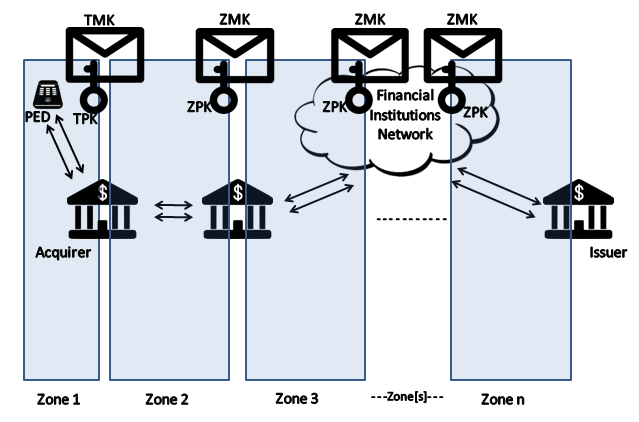 TMK
ZMK
ZMK
ZMK
PED
TPK
ZPK
ZPK
ZPK
Financial
Institutions
Network
$
$
$
Acquirer
Issuer
Zone 1
Zone 2
Zone 3
---Zone[s]---
Zone n